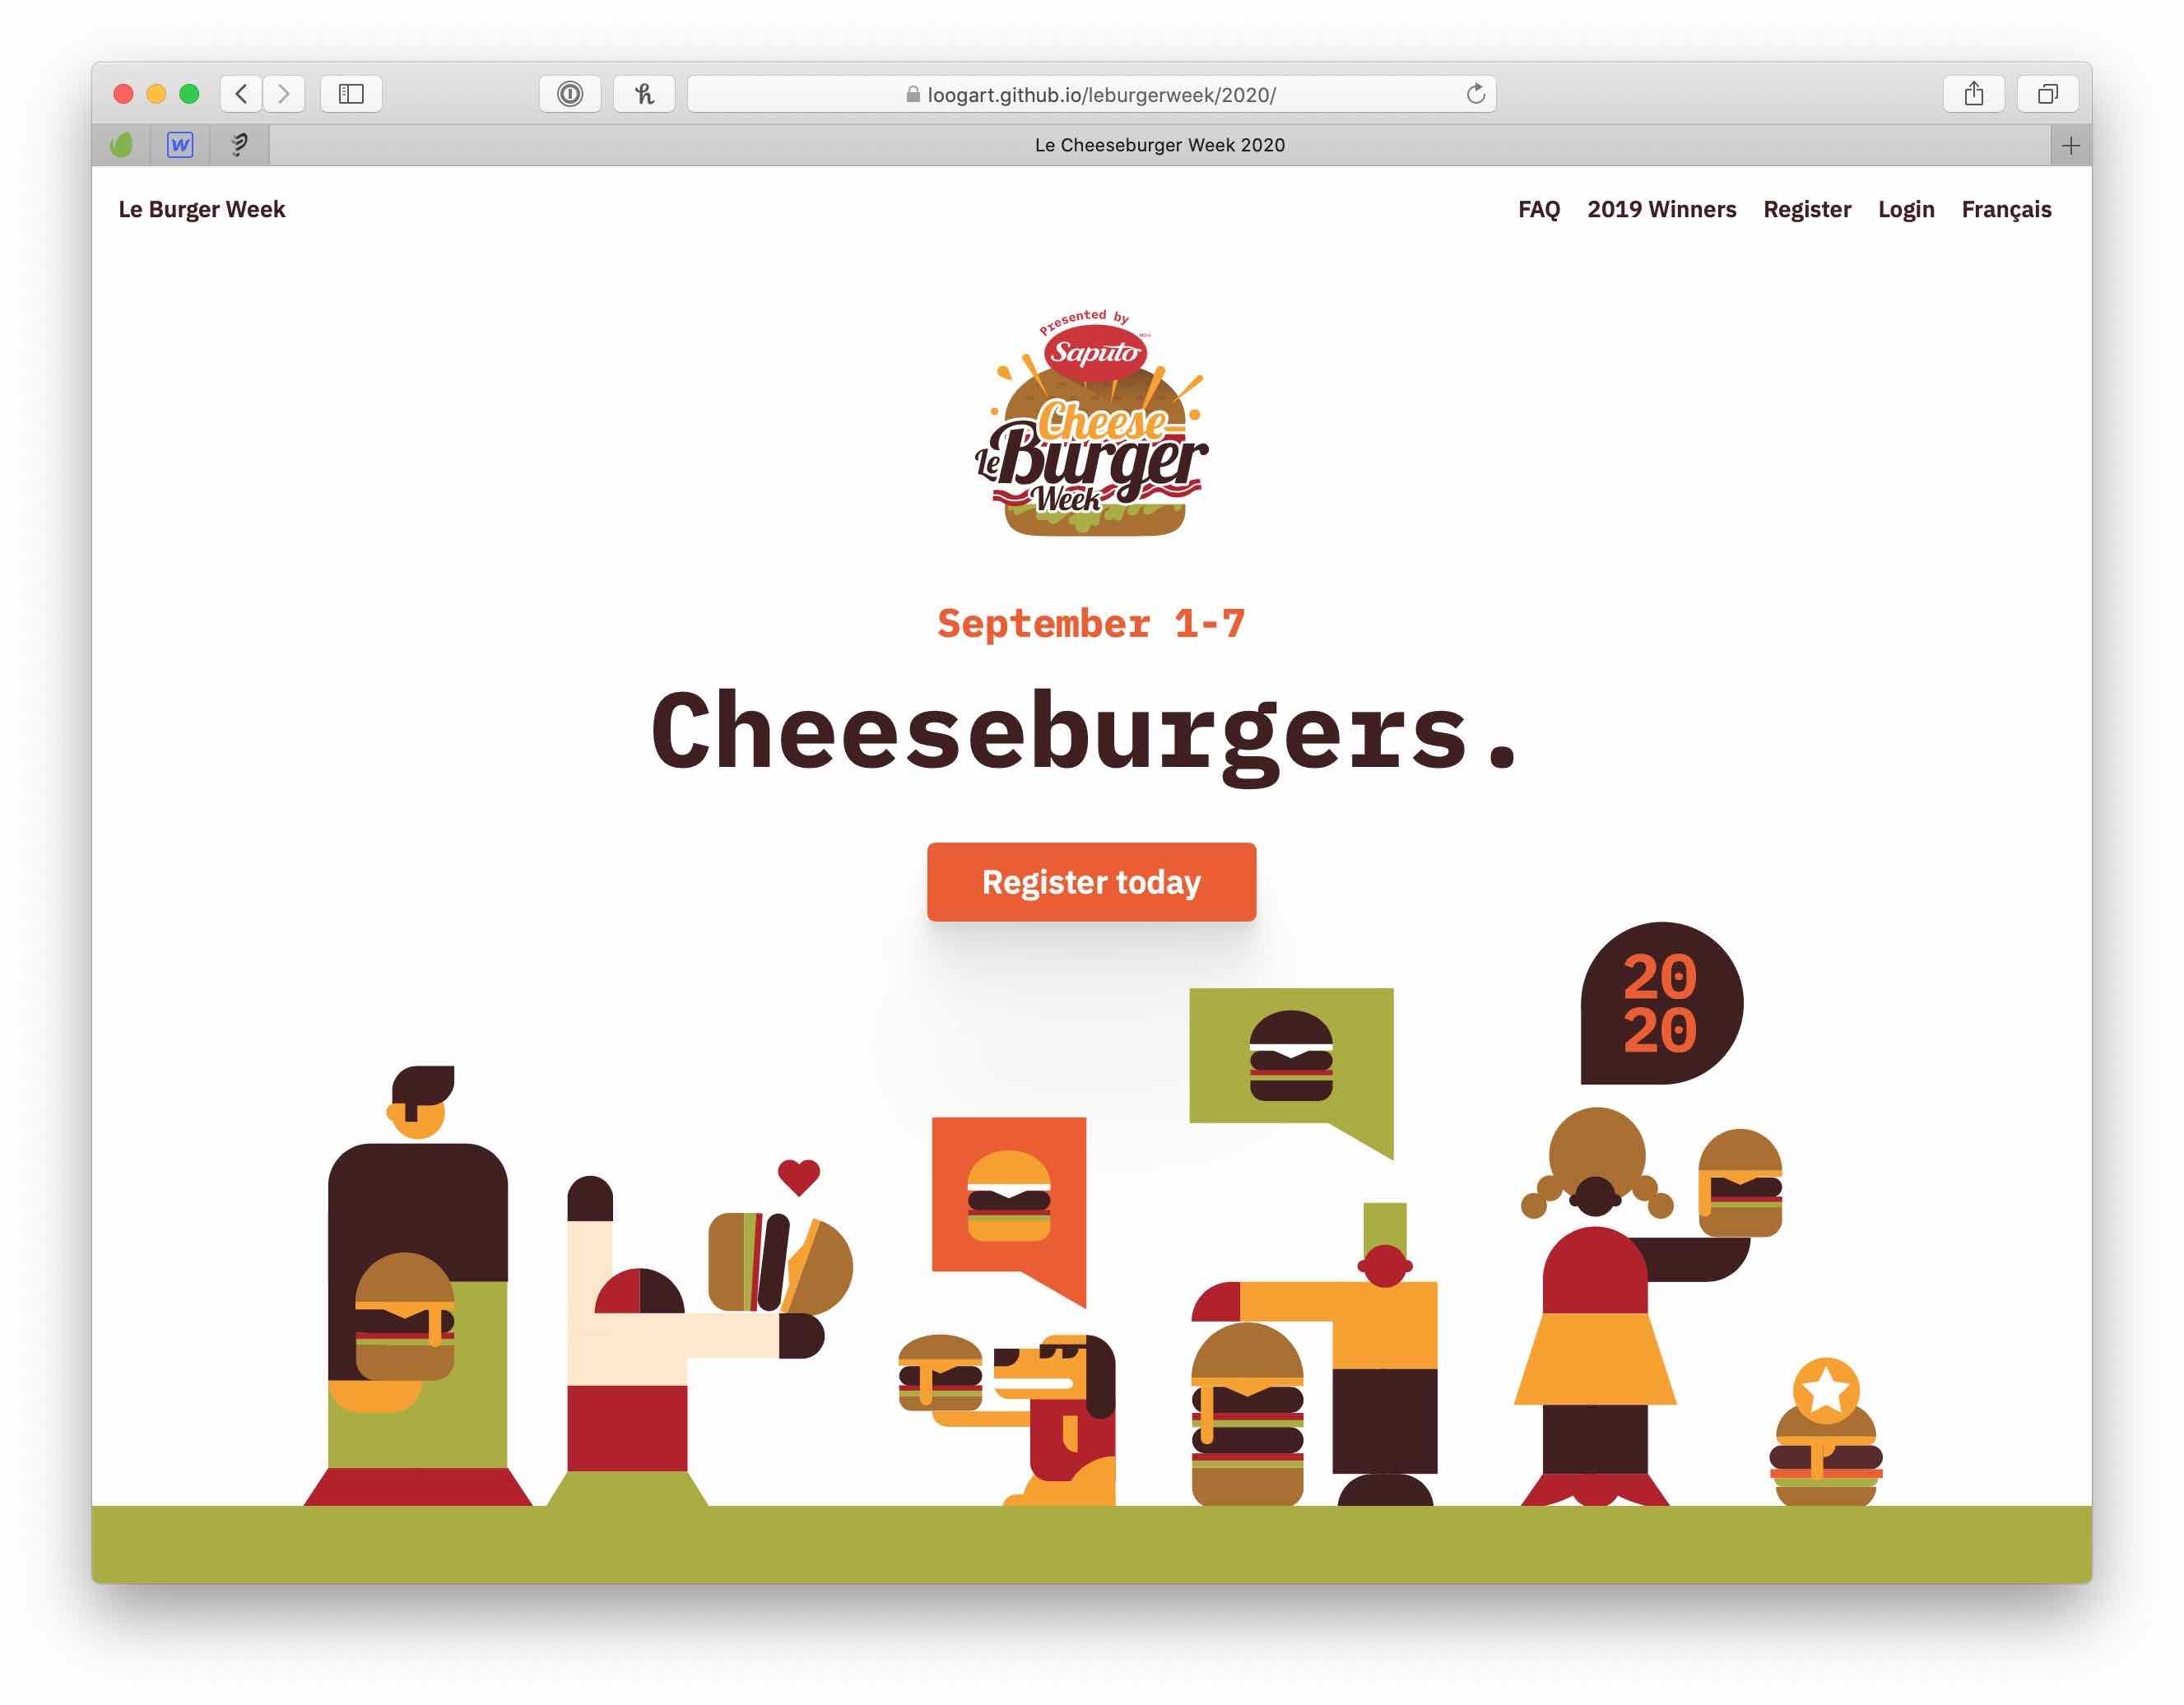 loogart.github.io/leburgerweek/2020/
W
Le Cheeseburger Week 2020
Le Burger Week
FAQ 2019 Winners Register Login Français
Presented by
Saputo
Cheese
Le Burger
Week
September 1-7
Cheeseburgers.
Register today
20
20